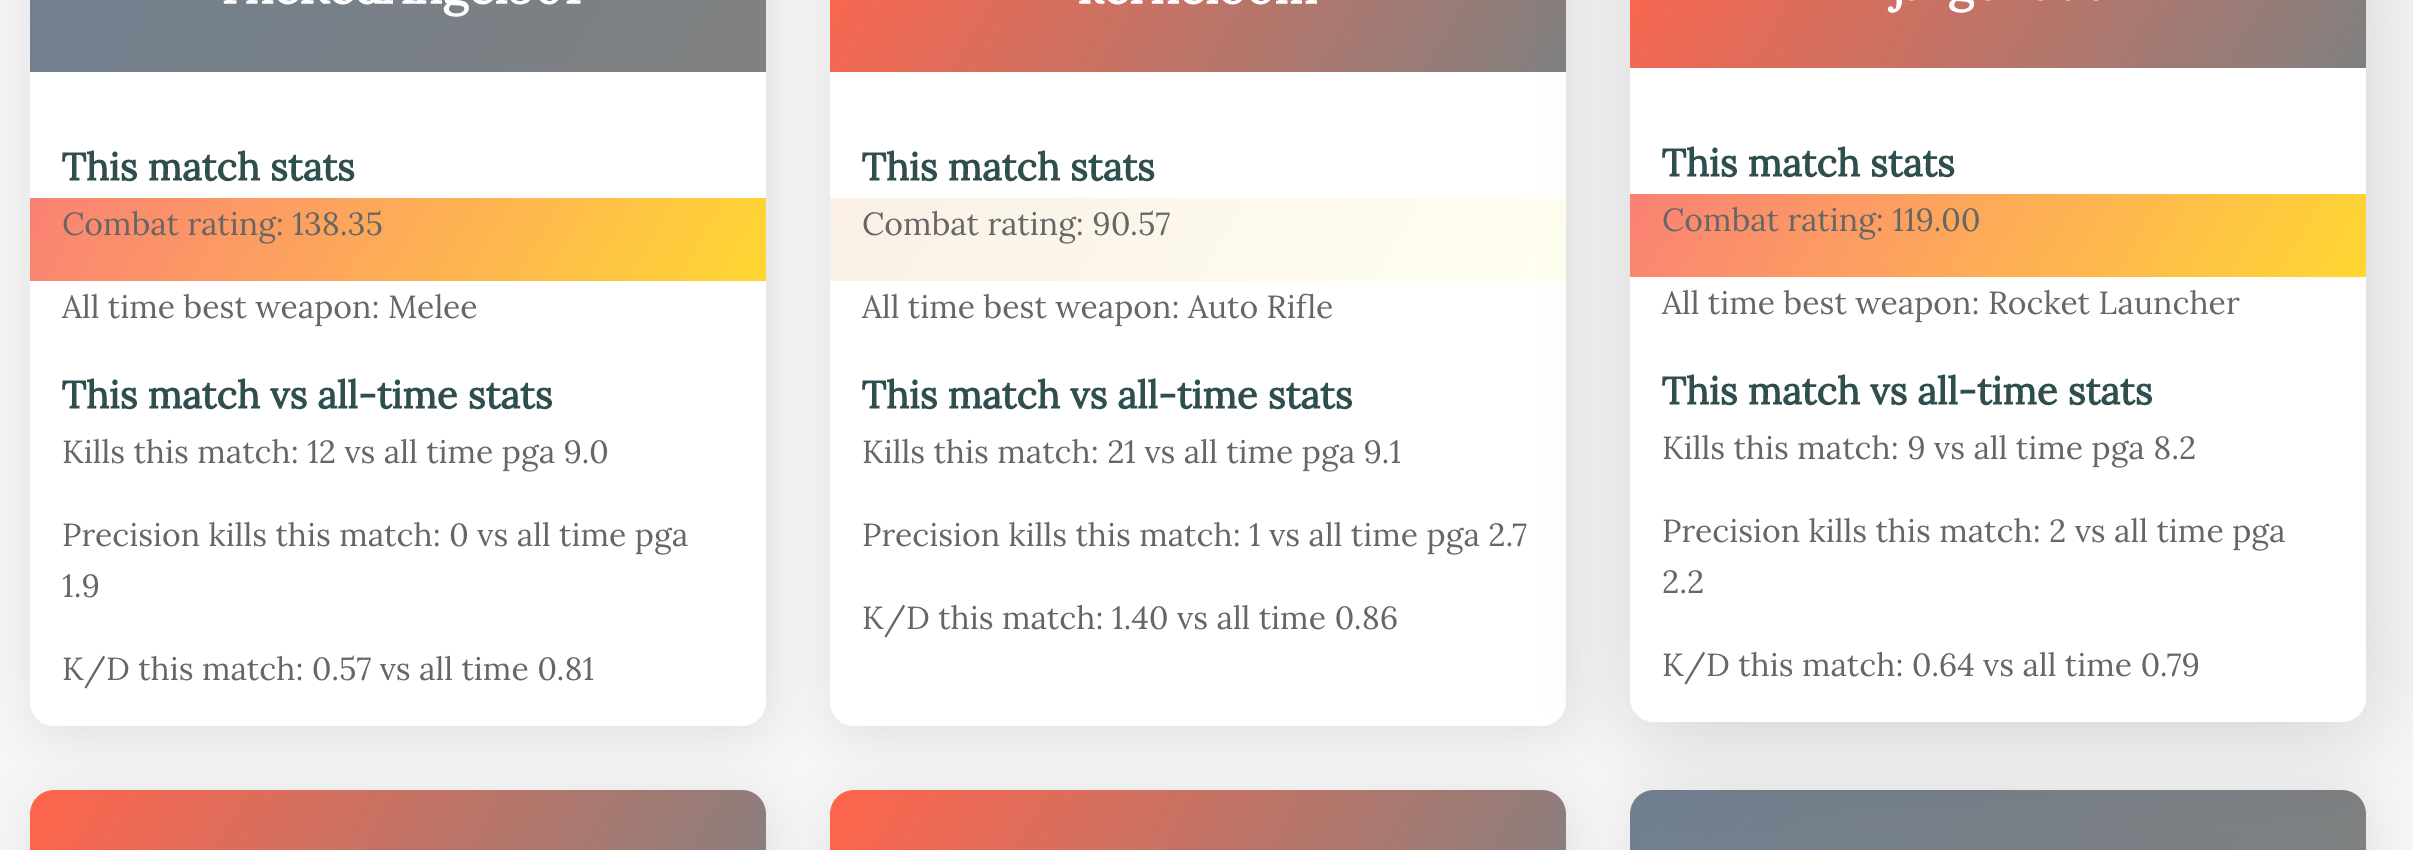 This match stats
Combat rating: 138.35
All time best weapon: Melee
This match vs all-time stats
Kills this match: 12 vs all time pga 9.0
Precision kills this match: 0 vs all time pga
1.9
K/D this match: 0.57 vs all time 0.81
This match stats
Combat rating: 90.57
All time best weapon: Auto Rifle
This match vs all-time stats
Kills this match: 21 vs all time pga 9.1
Precision kills this match: 1 vs all time pga 2.7
K/D this match: 1.40 vs all time 0.86
This match stats
Combat rating: 119.00
All time best weapon: Rocket Launcher
This match vs all-time stats
Kills this match: 9 vs all time pga 8.2
Precision kills this match: 2 vs all time pga
2.2
K/D this match: 0.64 vs all time 0.79